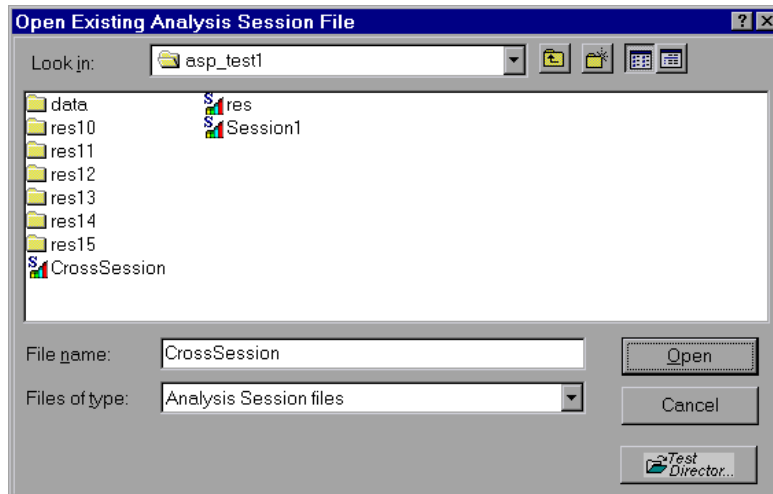 Open Existing Analysis Session File
Look in: asp_test1
data res
res10 Session1
res11
res12
res13
res14
res15
CrossSession
File name: CrossSession Open
Files of type: Analysis Session files Cancel
Test
Director...